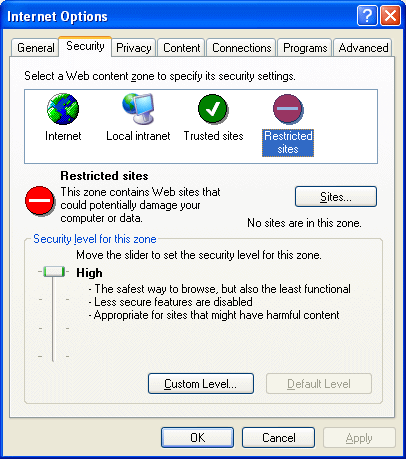 Internet Options
General Security Privacy Content Connections Programs Advanced
Select a Web content zone to specify its security settings.
Internet Local intranet Trusted sites Restricted
sites
Restricted sites
This zone contains Web sites that
could potentially damage your
computer or data.
Sites...
No sites are in this zone.
Security level for this zone
Move the slider to set the security level for this zone.
High
- The safest way to browse, but also the least functional
- Less secure features are disabled
- Appropriate for sites that might have harmful content
Custom Level... Default Level
OK Cancel Apply